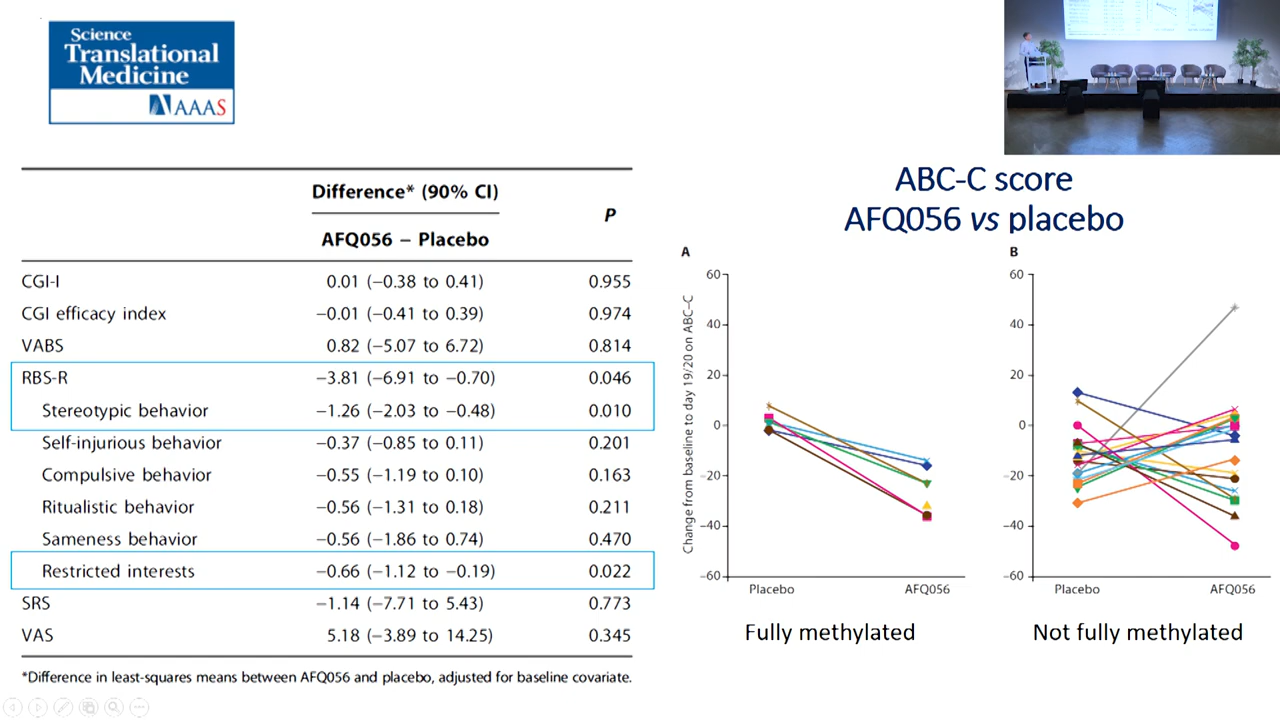 Science
Translational
Medicine
AAAS
Difference* (90% CI)
P
AFQ056 – Placebo
CGI-I 0.01 (−0.38 to 0.41) 0.955
CGI efficacy index −0.01 (−0.41 to 0.39) 0.974
VABS 0.82 (−5.07 to 6.72) 0.814
RBS-R −3.81 (−6.91 to −0.70) 0.046
Stereotypic behavior −1.26 (−2.03 to −0.48) 0.010
Self-injurious behavior −0.37 (−0.85 to 0.11) 0.201
Compulsive behavior −0.55 (−1.19 to 0.10) 0.163
Ritualistic behavior −0.56 (−1.31 to 0.18) 0.211
Sameness behavior −0.56 (−1.86 to 0.74) 0.470
Restricted interests −0.66 (−1.12 to −0.19) 0.022
SRS −1.14 (−7.71 to 5.43) 0.773
VAS 5.18 (−3.89 to 14.25) 0.345
*Difference in least-squares means between AFQ056 and placebo, adjusted for baseline covariate.
ABC-C score
AFQ056 vs placebo
A
Change from baseline to day 19/20 on ABC–C
60
40
20
0
−20
−40
−60
Placebo AFQ056
Fully methylated
B
60
40
20
0
−20
−40
−60
Placebo AFQ056
Not fully methylated